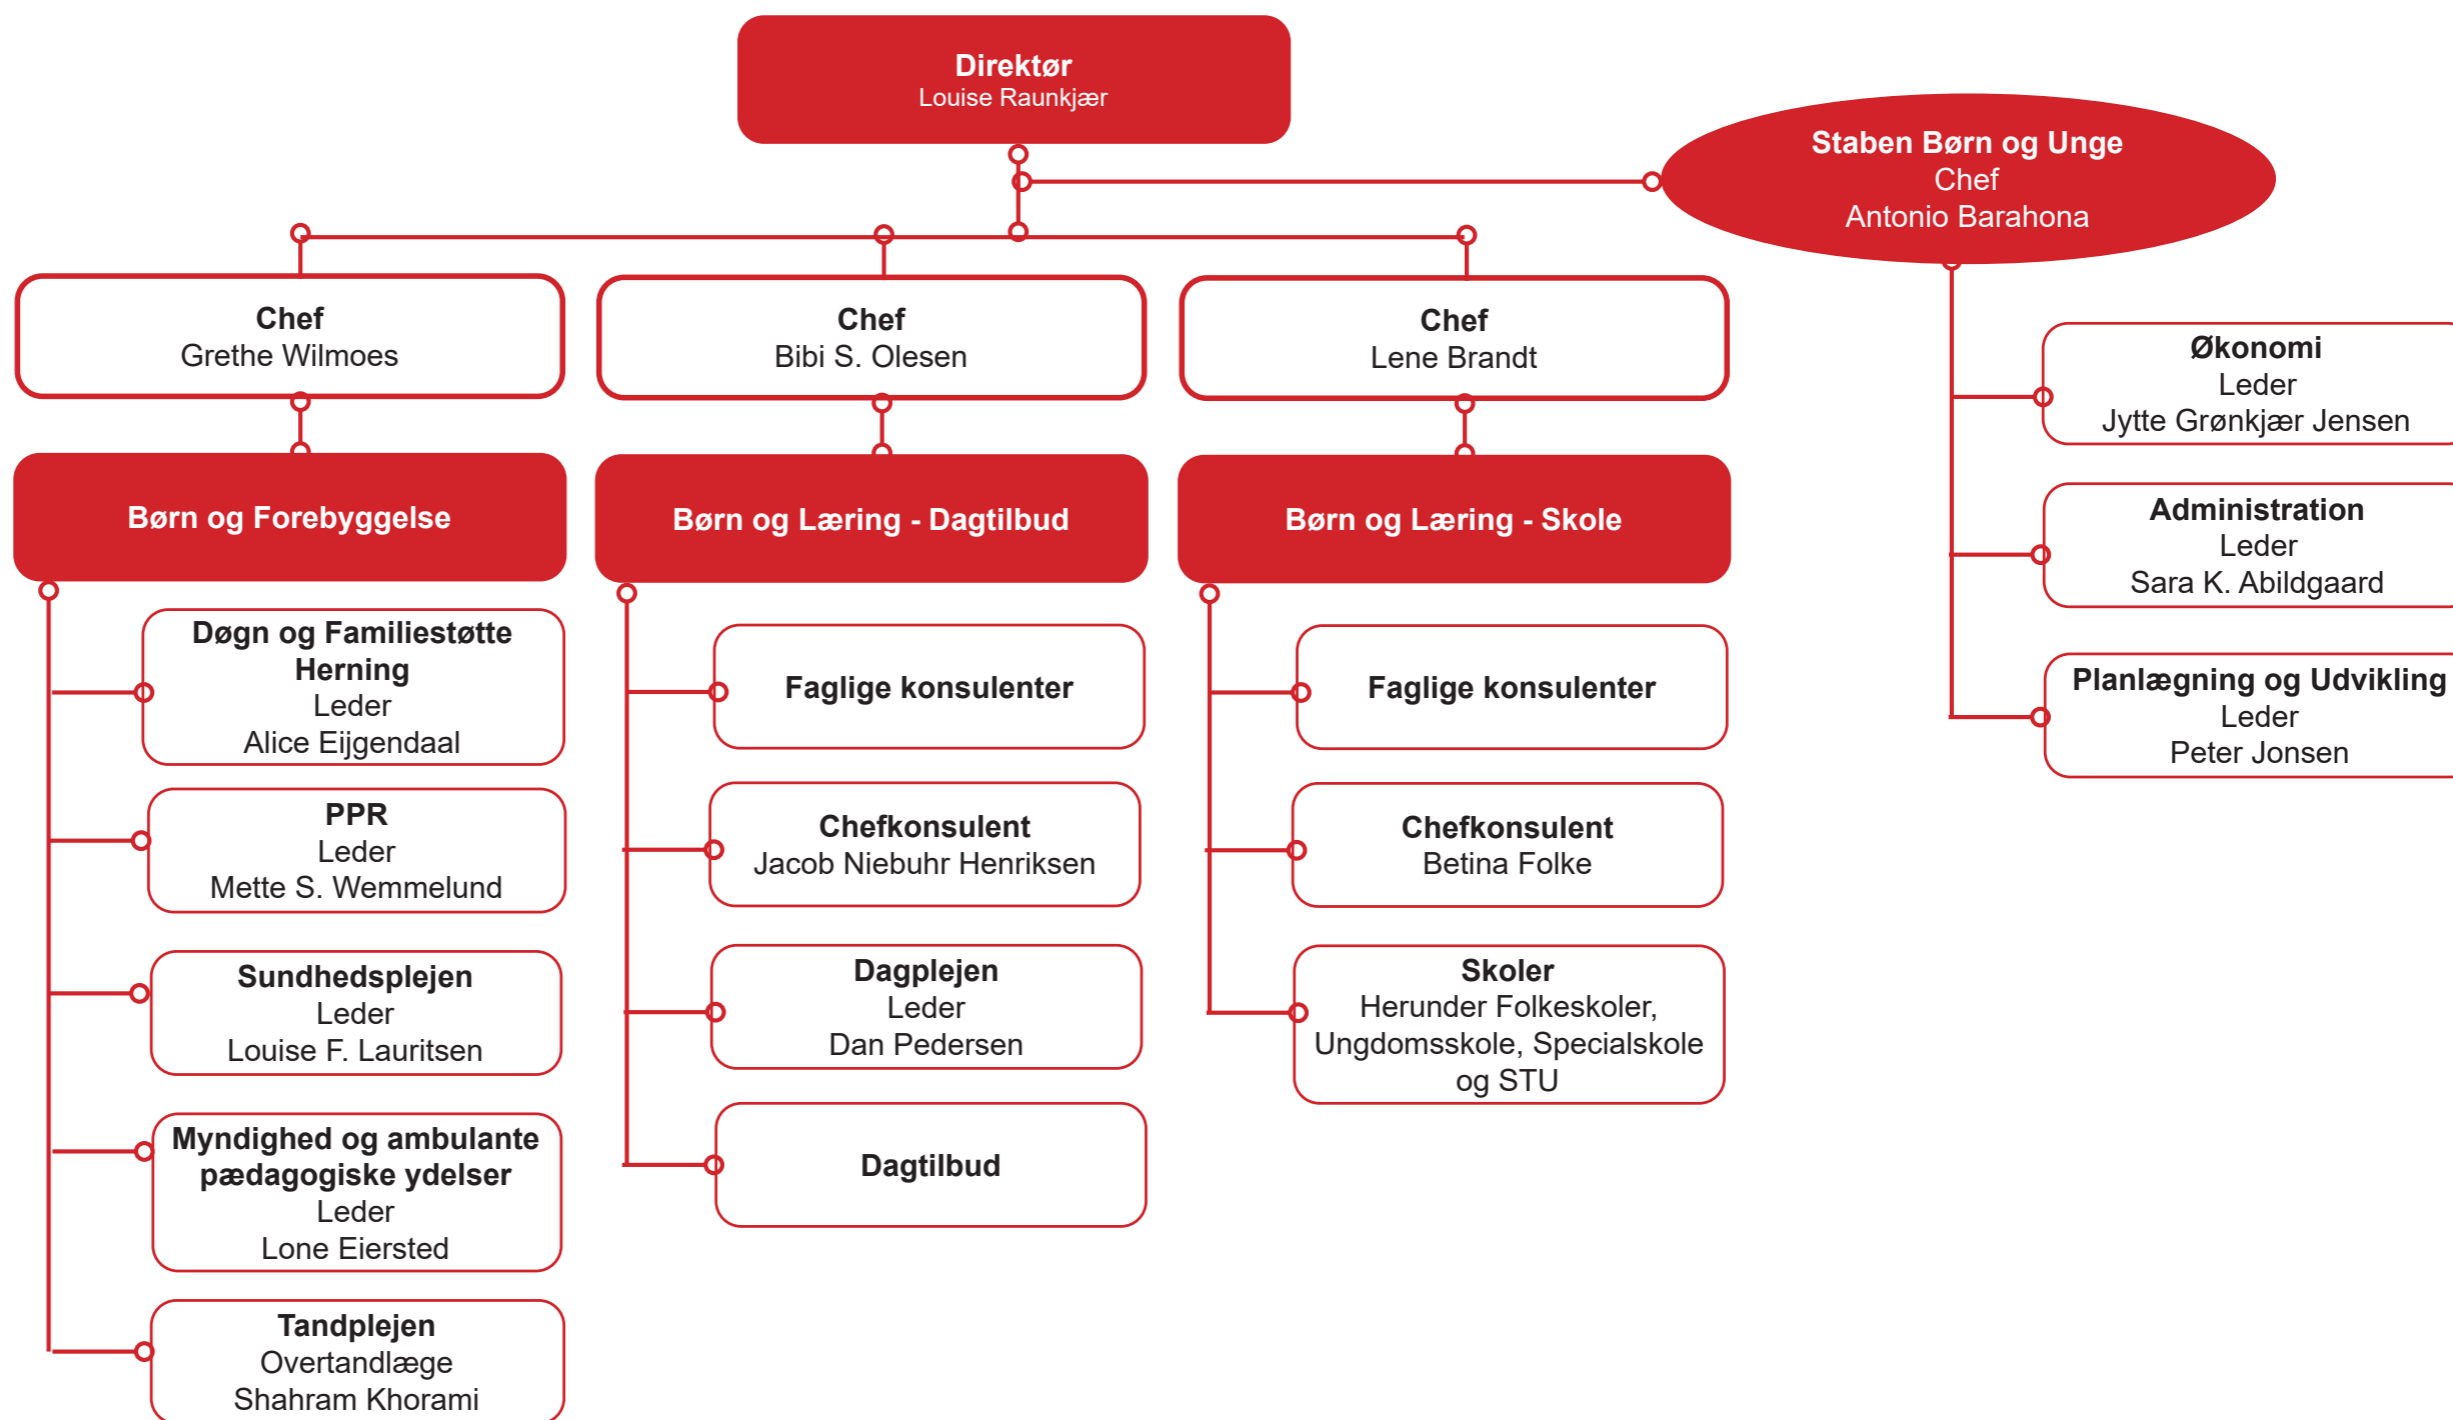 Direktør
Louise Raunkjær
Staben Børn og Unge
Chef
Antonio Barahona
Chef
Grethe Wilmoes
Chef
Bibi S. Olesen
Chef
Lene Brandt
Børn og Forebyggelse
Døgn og Familiestøtte
Herning
Leder
Alice Eijgendaal
PPR
Leder
Mette S. Wemmelund
Sundhedsplejen
Leder
Louise F. Lauritsen
Myndighed og ambulante
pædagogiske ydelser
Leder
Lone Eiersted
Tandplejen
Overtandlæge
Shahram Khorami
Børn og Læring - Dagtilbud
Faglige konsulenter
Chefkonsulent
Jacob Niebuhr Henriksen
Dagplejen
Leder
Dan Pedersen
Dagtilbud
Børn og Læring - Skole
Faglige konsulenter
Chefkonsulent
Betina Folke
Skoler
Herunder Folkeskoler,
Ungdomsskole, Specialskole
og STU
Økonomi
Leder
Jytte Grønkjær Jensen
Administration
Leder
Sara K. Abildgaard
Planlægning og Udvikling
Leder
Peter Jonsen